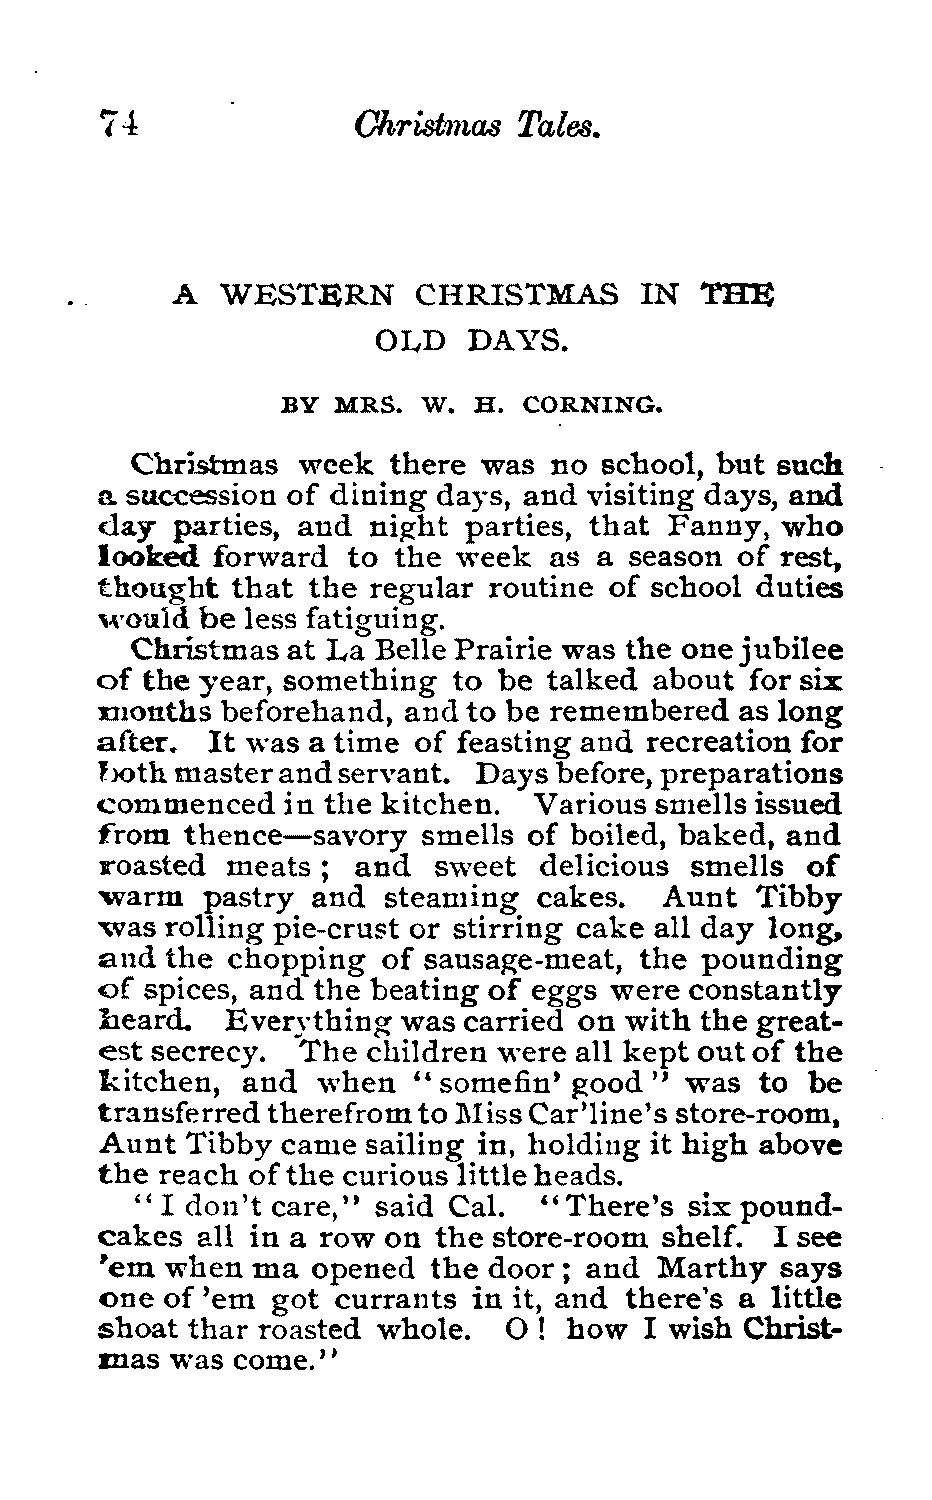 74 Christmas Tales.
A WESTERN CHRISTMAS IN THE
OLD DAYS.
BY MRS. W. H. CORNING.
Christmas week there was no school, but such
a succession of dining days, and visiting days, and
day parties, and night parties, that Fanny, who
looked forward to the week as a season of rest,
thought that the regular routine of school duties
would be less fatiguing.
Christmas at La Belle Prairie was the one jubilee
of the year, something to be talked about for six
months beforehand, and to be remembered as long
after. It was a time of feasting and recreation for
both master and servant. Days before, preparations
commenced in the kitchen. Various smells issued
from thence—savory smells of boiled, baked, and
roasted meats; and sweet delicious smells of
warm pastry and steaming cakes. Aunt Tibby
was rolling pie-crust or stirring cake all day long,
and the chopping of sausage-meat, the pounding
of spices, and the beating of eggs were constantly
heard. Everything was carried on with the great-
est secrecy. The children were all kept out of the
kitchen, and when "somefin' good" was to be
transferred therefrom to Miss Car'line's store-room,
Aunt Tibby came sailing in, holding it high above
the reach of the curious little heads.
"I don't care," said Cal. "There's six pound-
cakes all in a row on the store-room shelf. I see
'em when ma opened the door; and Marthy says
one of 'em got currants in it, and there's a little
shoat thar roasted whole. O! how I wish Christ-
mas was come."